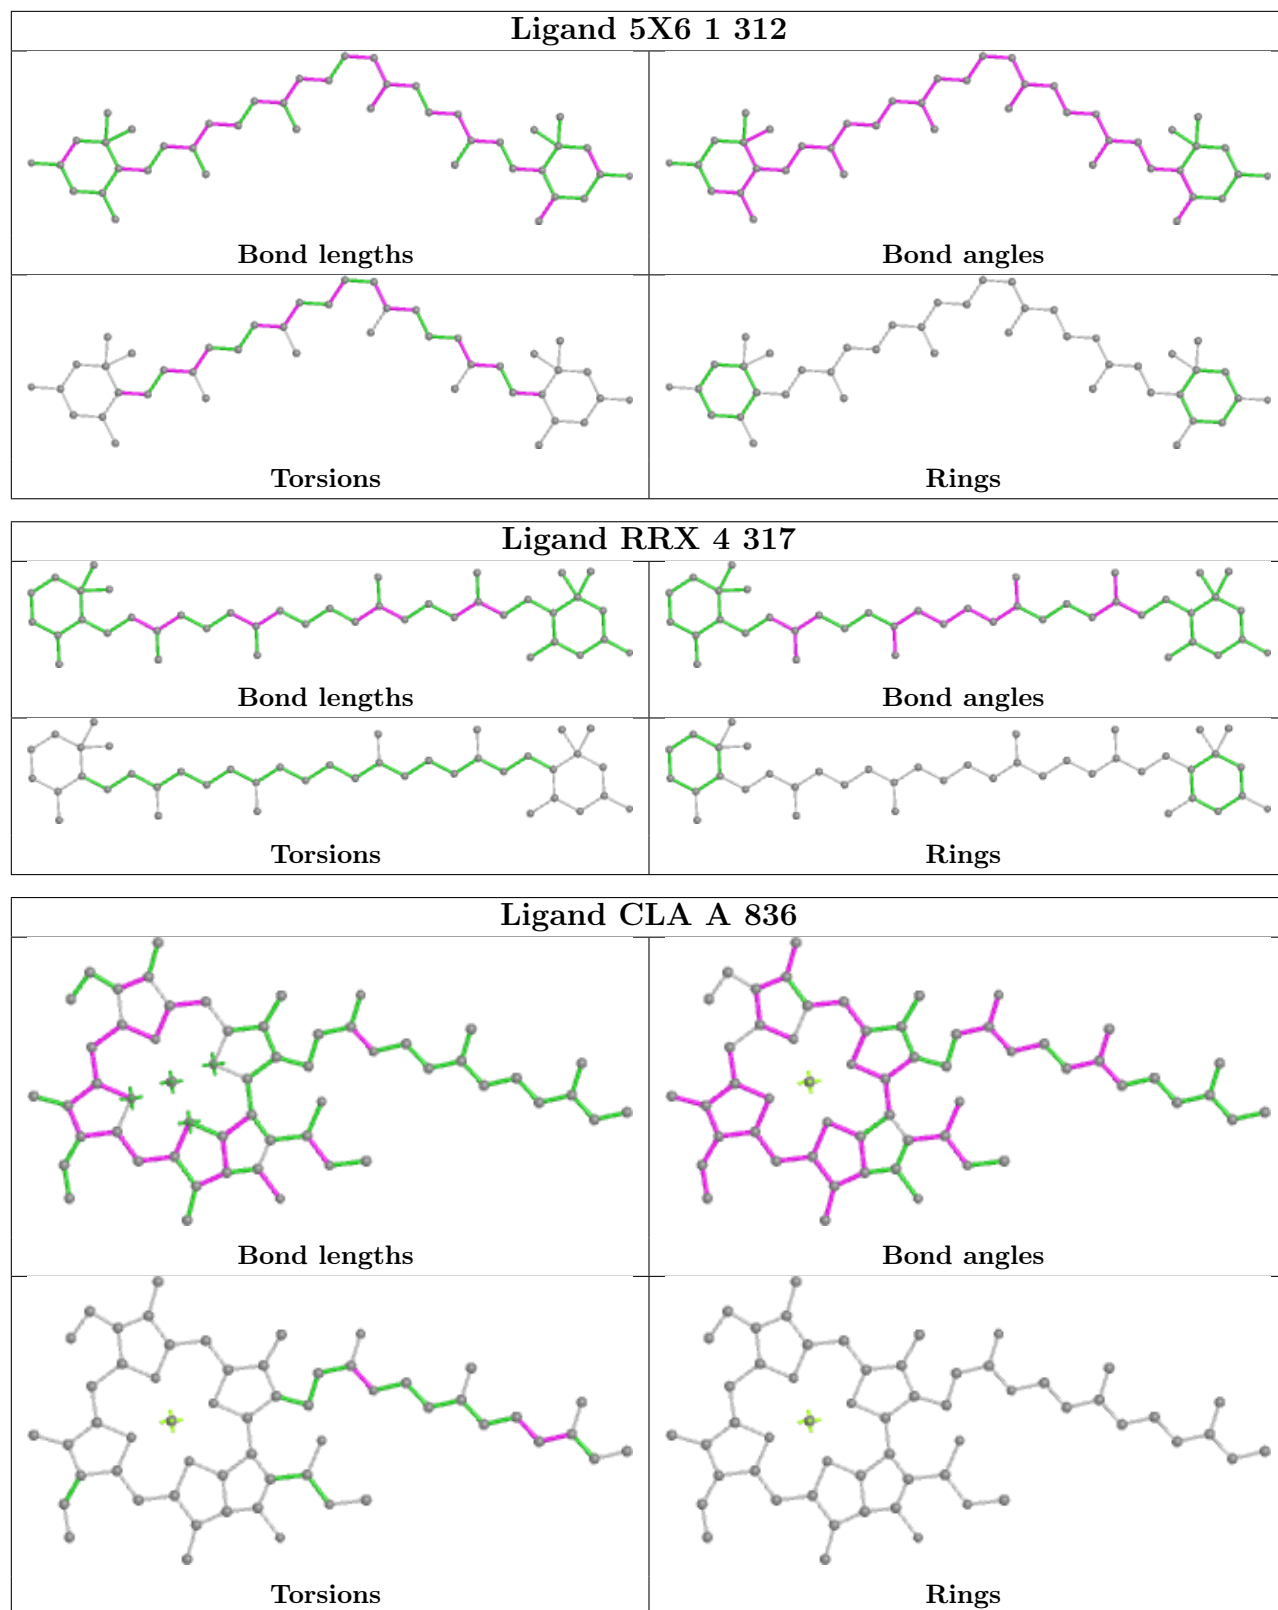 Ligand 5X6 1 312
Bond lengths
Bond angles
Torsions
Rings
Ligand RRX 4 317
Bond lengths
Bond angles
Torsions
Rings
Ligand CLA A 836
Bond lengths
Bond angles
Torsions
Rings